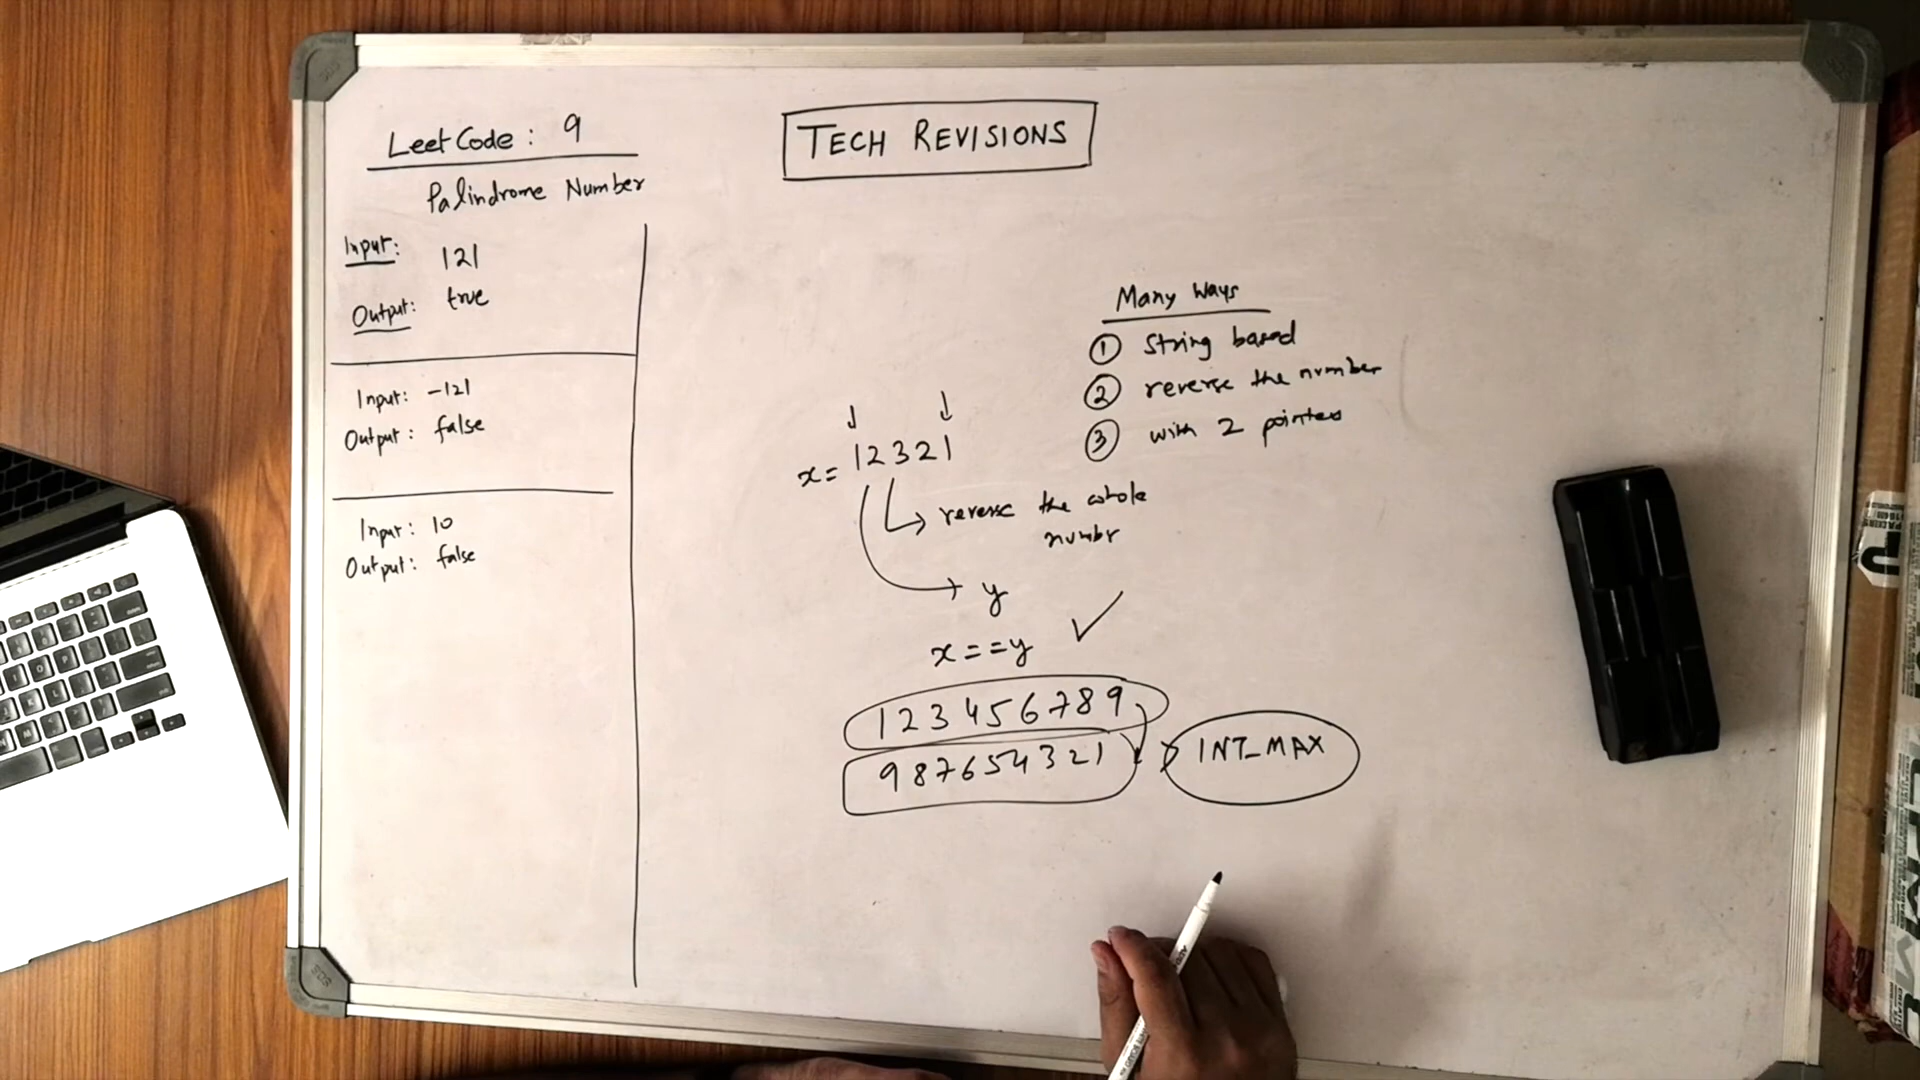 LeetCode: 9
Palindrome Number
TECH REVISIONS
Input: 121
Output: true
Input: -121
Output: false
Input: 10
Output: false
Many Ways
① String based
② reverse the number
③ with 2 pointers
x= 12321
reverse the whole
numbr
y
x==y ✓
123456789
987654321
> INT_MAX